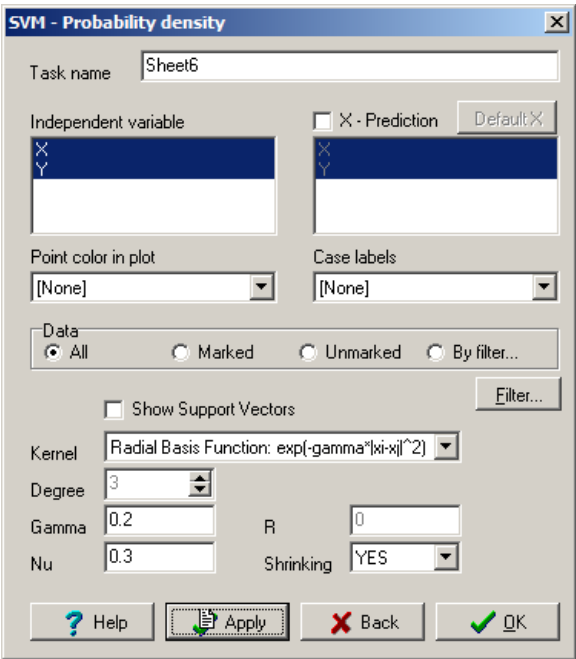 SVM - Probability density
Task name Sheet6
Independent variable X - Prediction Default X
X X
Y Y
Point color in plot Case labels
[None] [None]
Data
All Marked Unmarked By filter...
Filter...
Show Support Vectors
Kernel Radial Basis Function: exp(-gamma*|xi-xj|^2)
Degree 3
Gamma 0.2 R 0
Nu 0.3 Shrinking YES
? Help Apply Back OK